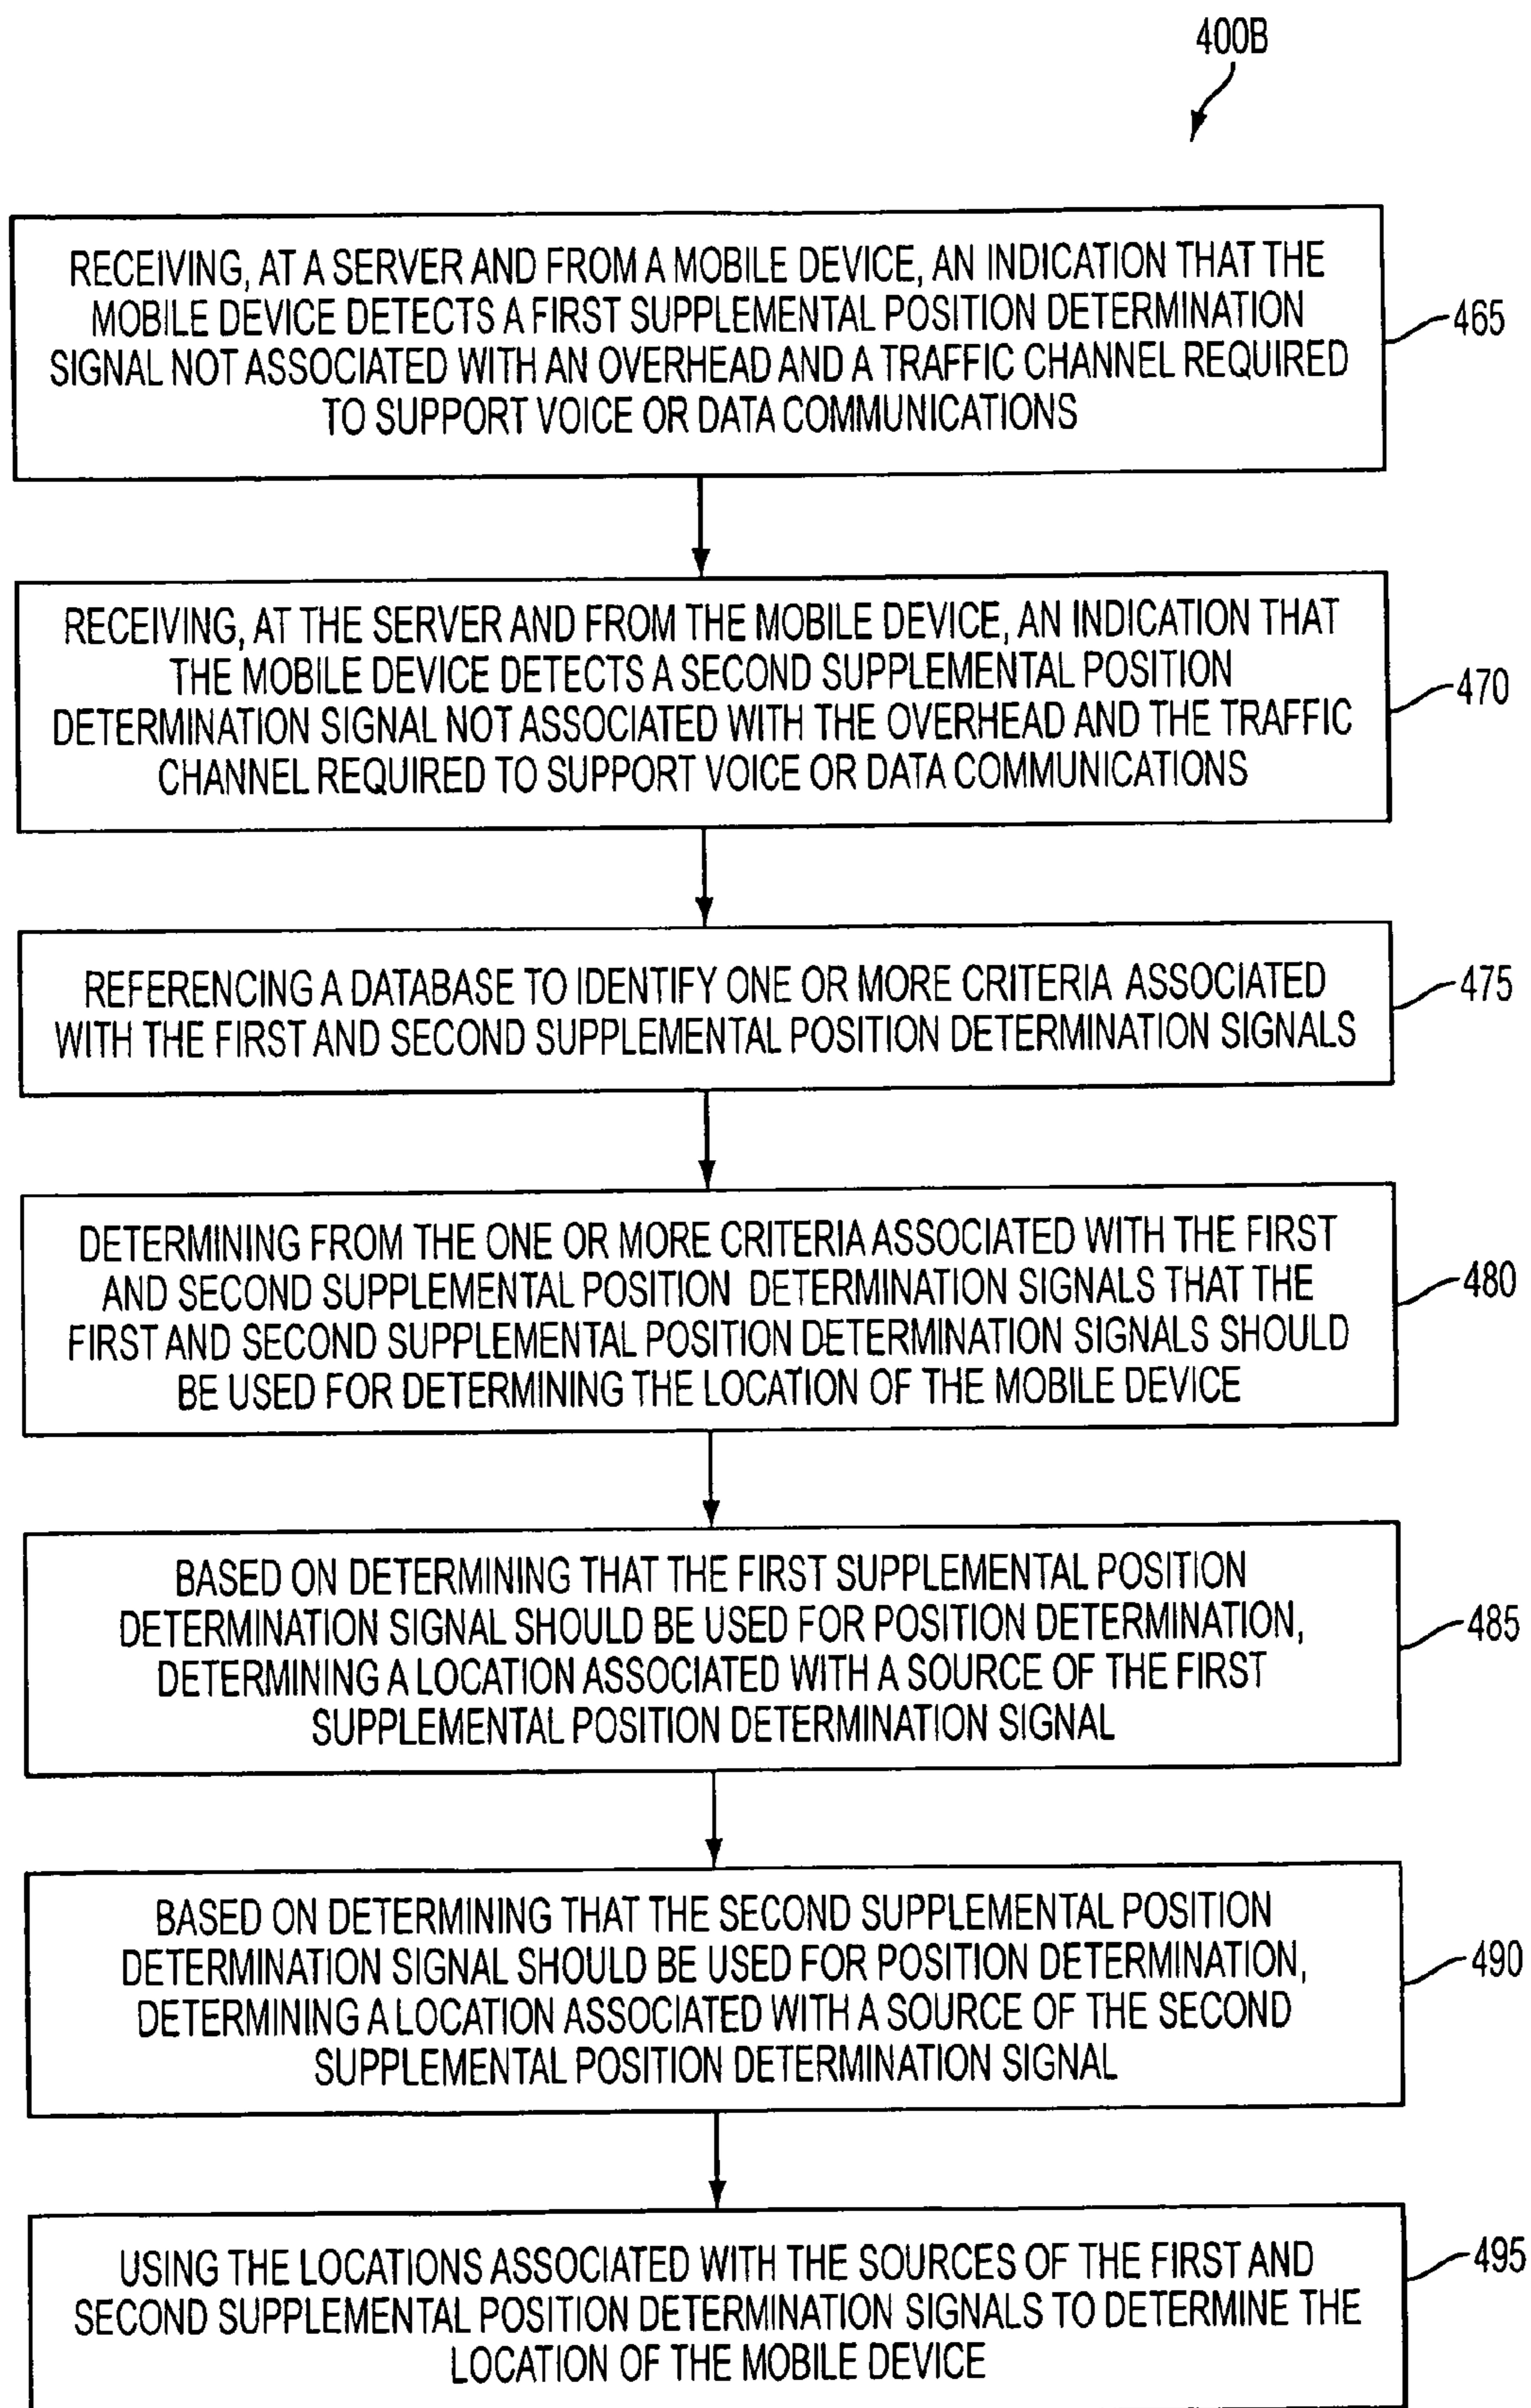 400B
RECEIVING, AT A SERVER AND FROM A MOBILE DEVICE, AN INDICATION THAT THE
MOBILE DEVICE DETECTS A FIRST SUPPLEMENTAL POSITION DETERMINATION
SIGNAL NOT ASSOCIATED WITH AN OVERHEAD AND A TRAFFIC CHANNEL REQUIRED
TO SUPPORT VOICE OR DATA COMMUNICATIONS
465
RECEIVING, AT THE SERVER AND FROM THE MOBILE DEVICE, AN INDICATION THAT
THE MOBILE DEVICE DETECTS A SECOND SUPPLEMENTAL POSITION
DETERMINATION SIGNAL NOT ASSOCIATED WITH THE OVERHEAD AND THE TRAFFIC
CHANNEL REQUIRED TO SUPPORT VOICE OR DATA COMMUNICATIONS
470
REFERENCING A DATABASE TO IDENTIFY ONE OR MORE CRITERIA ASSOCIATED
WITH THE FIRST AND SECOND SUPPLEMENTAL POSITION DETERMINATION SIGNALS
475
DETERMINING FROM THE ONE OR MORE CRITERIA ASSOCIATED WITH THE FIRST
AND SECOND SUPPLEMENTAL POSITION DETERMINATION SIGNALS THAT THE
FIRST AND SECOND SUPPLEMENTAL POSITION DETERMINATION SIGNALS SHOULD
BE USED FOR DETERMINING THE LOCATION OF THE MOBILE DEVICE
480
BASED ON DETERMINING THAT THE FIRST SUPPLEMENTAL POSITION
DETERMINATION SIGNAL SHOULD BE USED FOR POSITION DETERMINATION,
DETERMINING A LOCATION ASSOCIATED WITH A SOURCE OF THE FIRST
SUPPLEMENTAL POSITION DETERMINATION SIGNAL
485
BASED ON DETERMINING THAT THE SECOND SUPPLEMENTAL POSITION
DETERMINATION SIGNAL SHOULD BE USED FOR POSITION DETERMINATION,
DETERMINING A LOCATION ASSOCIATED WITH A SOURCE OF THE SECOND
SUPPLEMENTAL POSITION DETERMINATION SIGNAL
490
USING THE LOCATIONS ASSOCIATED WITH THE SOURCES OF THE FIRST AND
SECOND SUPPLEMENTAL POSITION DETERMINATION SIGNALS TO DETERMINE THE
LOCATION OF THE MOBILE DEVICE
495